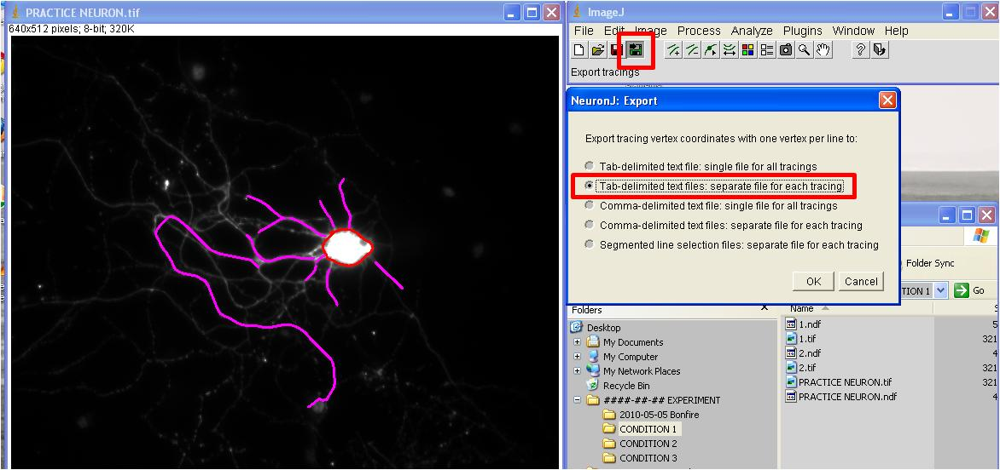 PRACTICE NEURON.tif
640x512 pixels; 8-bit; 320K
ImageJ
File Edit Image Process Analyze Plugins Window Help
Export tracings
NeuronJ: Export
Export tracing vertex coordinates with one vertex per line to:
Tab-delimited text file: single file for all tracings
Tab-delimited text files: separate file for each tracing
Comma-delimited text file: single file for all tracings
Comma-delimited text files: separate file for each tracing
Segmented line selection files: separate file for each tracing
OK Cancel
Folder Sync
TION 1 Go
Folders
Desktop
My Documents
My Computer
My Network Places
Recycle Bin
####-##-## EXPERIMENT
2010-05-05 Bonfire
CONDITION 1
CONDITION 2
CONDITION 3
Name S
1.ndf 5
1.tif 321
2.ndf 4
2.tif 321
PRACTICE NEURON.tif 321
PRACTICE NEURON.ndf 4